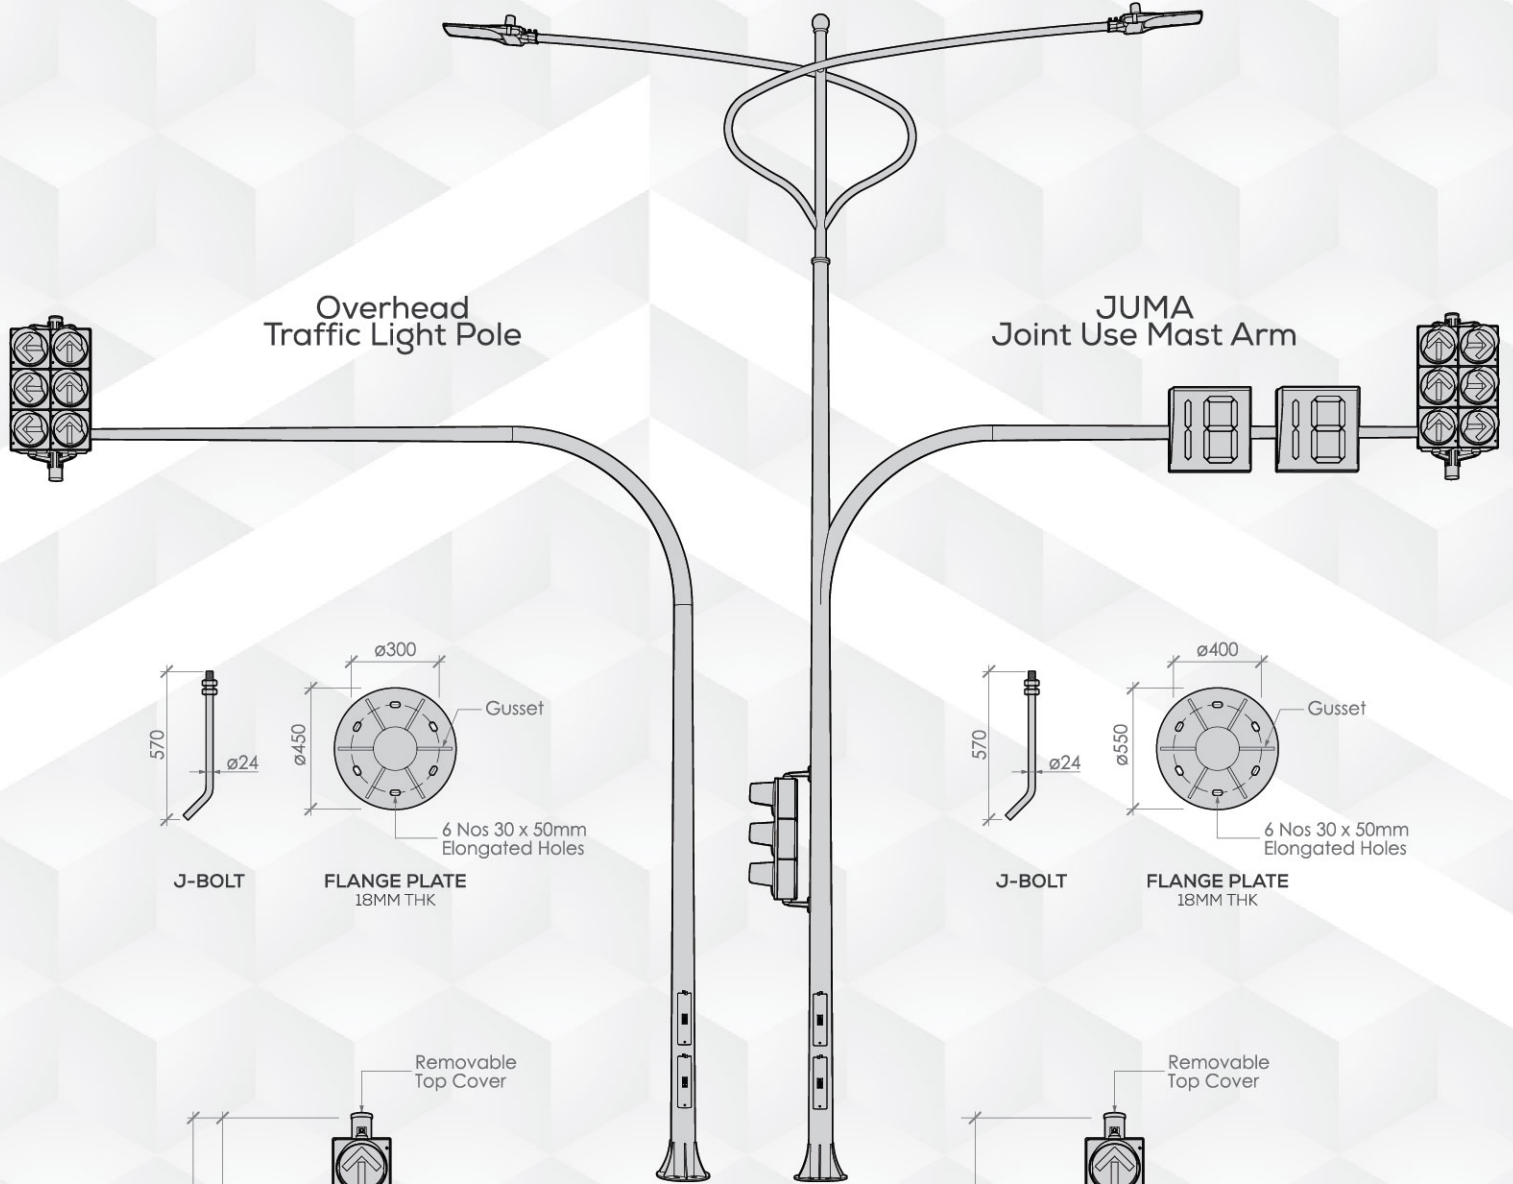 Overhead
Traffic Light Pole
JUMA
Joint Use Mast Arm
18
18
ø300
Gusset
570
ø24
ø450
6 Nos 30 x 50mm
Elongated Holes
J-BOLT
FLANGE PLATE
18MM THK
ø400
Gusset
570
ø24
ø550
6 Nos 30 x 50mm
Elongated Holes
J-BOLT
FLANGE PLATE
18MM THK
Removable
Top Cover
Removable
Top Cover